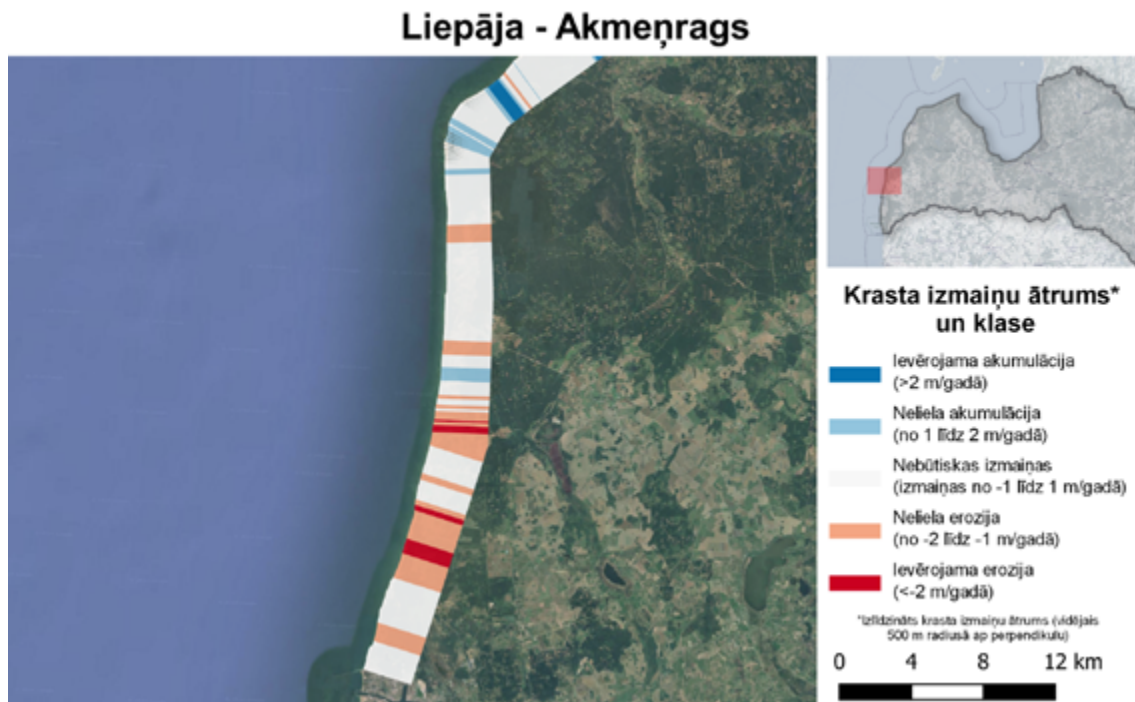 Liepāja - Akmeņrags
Krasta izmaiņu ātrums*
un klase
Ievērojama akumulācija
(>2 m/gadā)
Neliela akumulācija
(no 1 līdz 2 m/gadā)
Nebūtiskas izmaiņas
(izmaiņas no -1 līdz 1 m/gadā)
Neliela erozija
(no -2 līdz -1 m/gadā)
Ievērojama erozija
(<-2 m/gadā)
*Izlīdzināts krasta izmaiņu ātrums (vidējais
500 m radiusā ap perpendikulu)
0 4 8 12 km